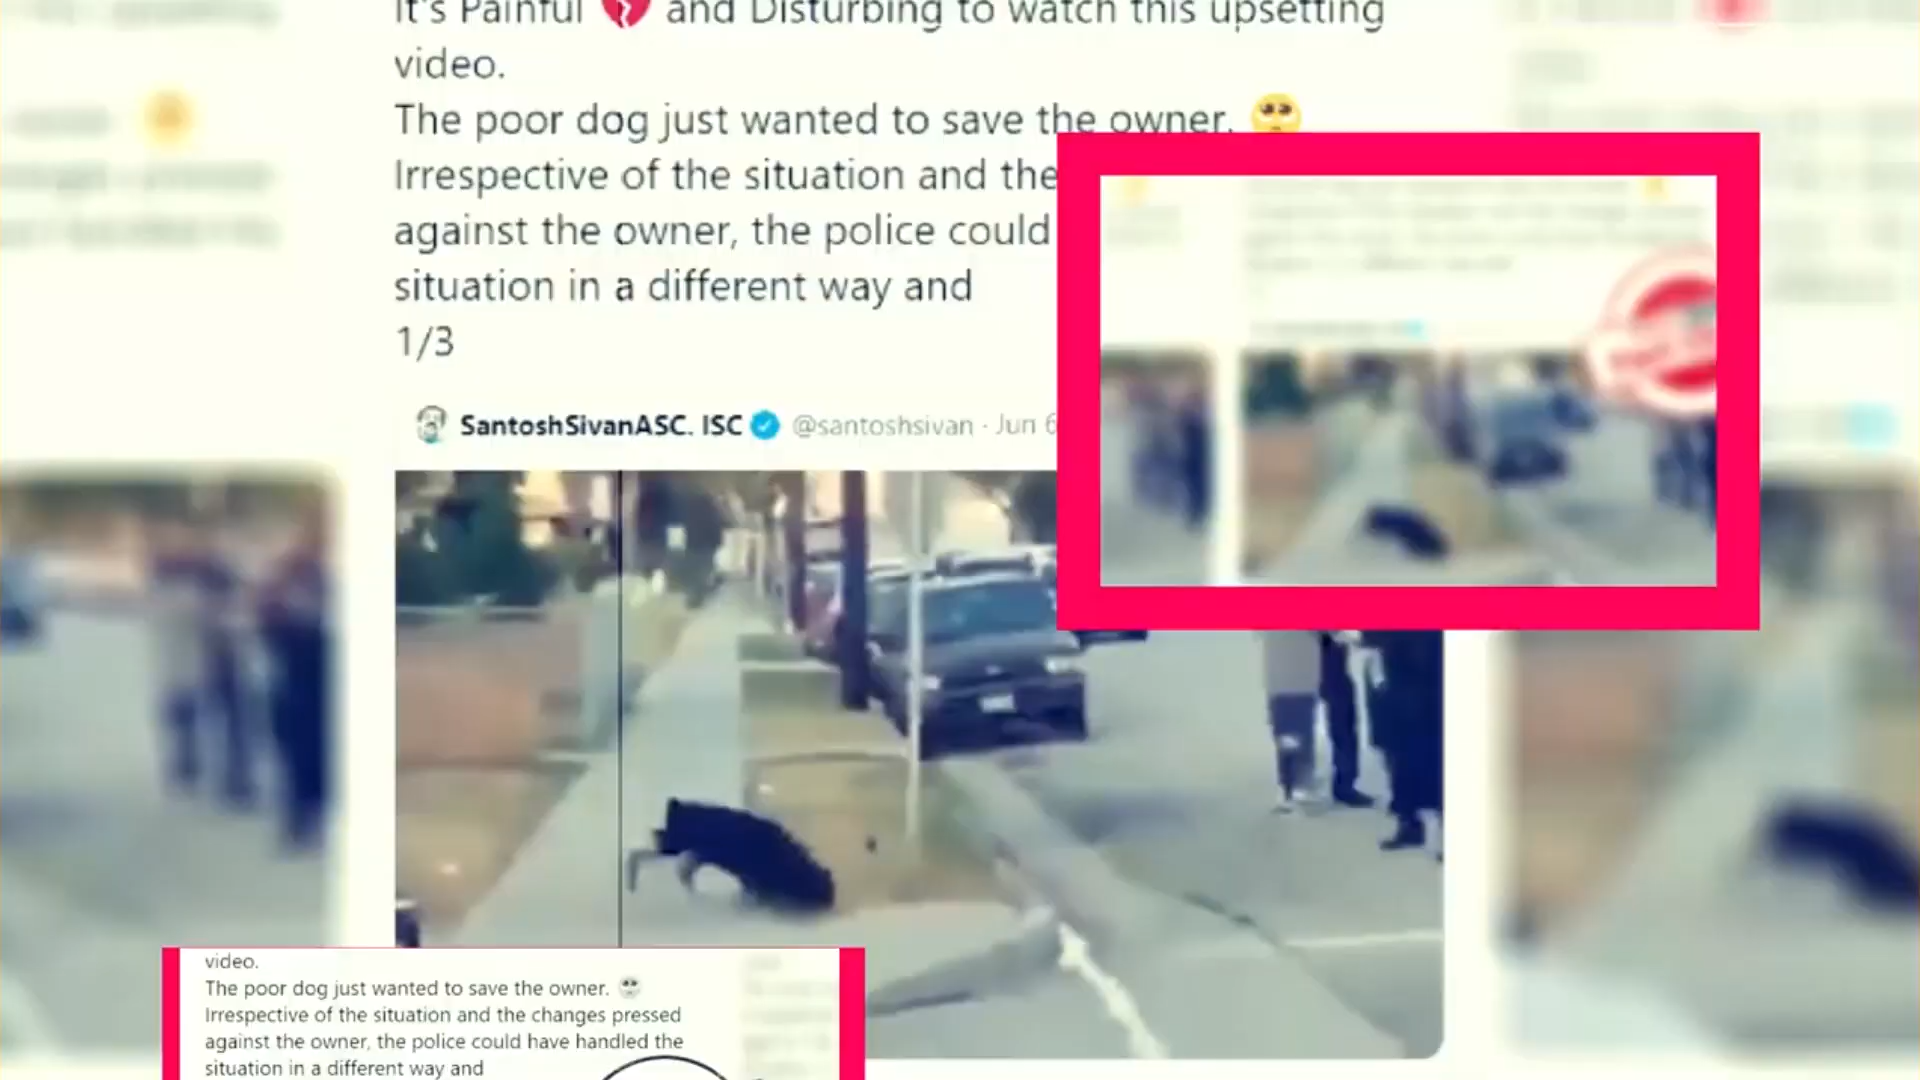 It's Painful 💔 and Disturbing to watch this upsetting
video.
The poor dog just wanted to save the owner. 🥺
Irrespective of the situation and the
against the owner, the police could
situation in a different way and
1/3
SantoshSivanASC. ISC @santoshsivan · Jun 6
video.
The poor dog just wanted to save the owner. 🥺
Irrespective of the situation and the changes pressed
against the owner, the police could have handled the
situation in a different way and